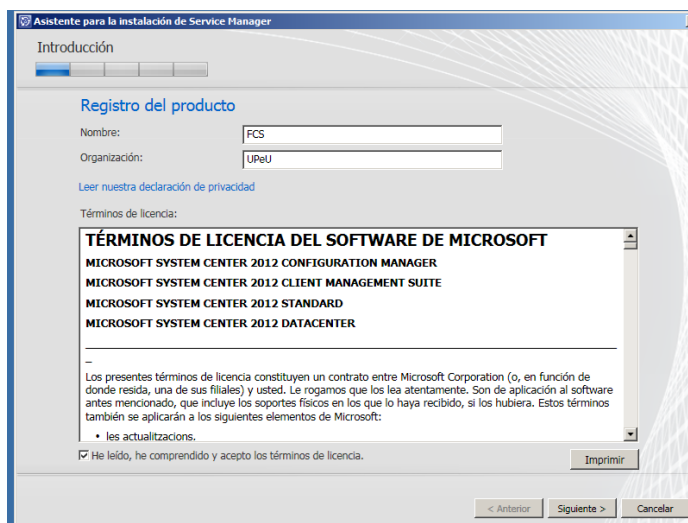 Asistente para la instalación de Service Manager
Introducción
Registro del producto
Nombre:
FCS
Organización:
UPeU
Leer nuestra declaración de privacidad
Términos de licencia:
TÉRMINOS DE LICENCIA DEL SOFTWARE DE MICROSOFT
MICROSOFT SYSTEM CENTER 2012 CONFIGURATION MANAGER
MICROSOFT SYSTEM CENTER 2012 CLIENT MANAGEMENT SUITE
MICROSOFT SYSTEM CENTER 2012 STANDARD
MICROSOFT SYSTEM CENTER 2012 DATACENTER
_
Los presentes términos de licencia constituyen un contrato entre Microsoft Corporation (o, en función de
donde resida, una de sus filiales) y usted. Le rogamos que los lea atentamente. Son de aplicación al software
antes mencionado, que incluye los soportes físicos en los que lo haya recibido, si los hubiera. Estos términos
también se aplicarán a los siguientes elementos de Microsoft:
• les actualitzacions.
He leído, he comprendido y acepto los términos de licencia.
Imprimir
< Anterior
Siguiente >
Cancelar